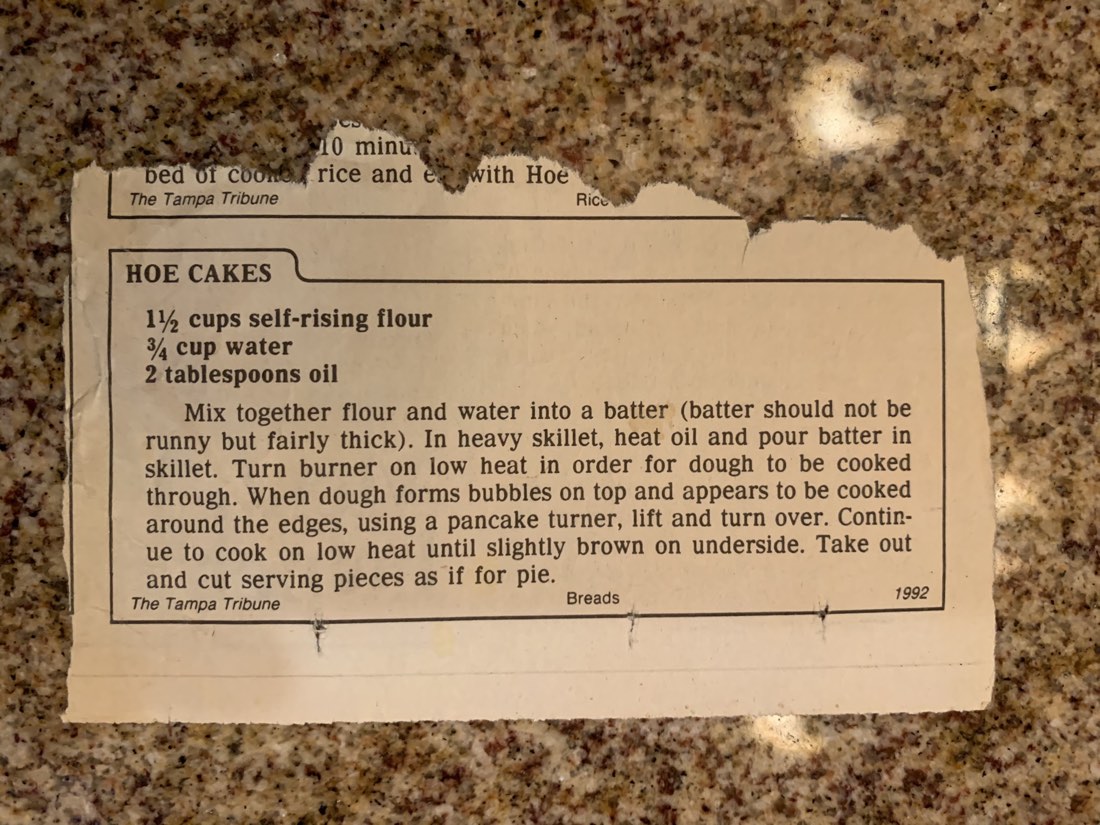 10
bed of rice and with Hoe
The Tampa Tribune
HOE CAKES
1½ cups self-rising flour
¾ cup water
2 tablespoons oil
Mix together flour and water into a batter (batter should not be
runny but fairly thick). In heavy skillet, heat oil and pour batter in
skillet. Turn burner on low heat in order for dough to be cooked
through. When dough forms bubbles on top and appears to be cooked
around the edges, using a pancake turner, lift and turn over. Contin-
ue to cook on low heat until slightly brown on underside. Take out
and cut serving pieces as if for pie.
The Tampa Tribune Breads 1992